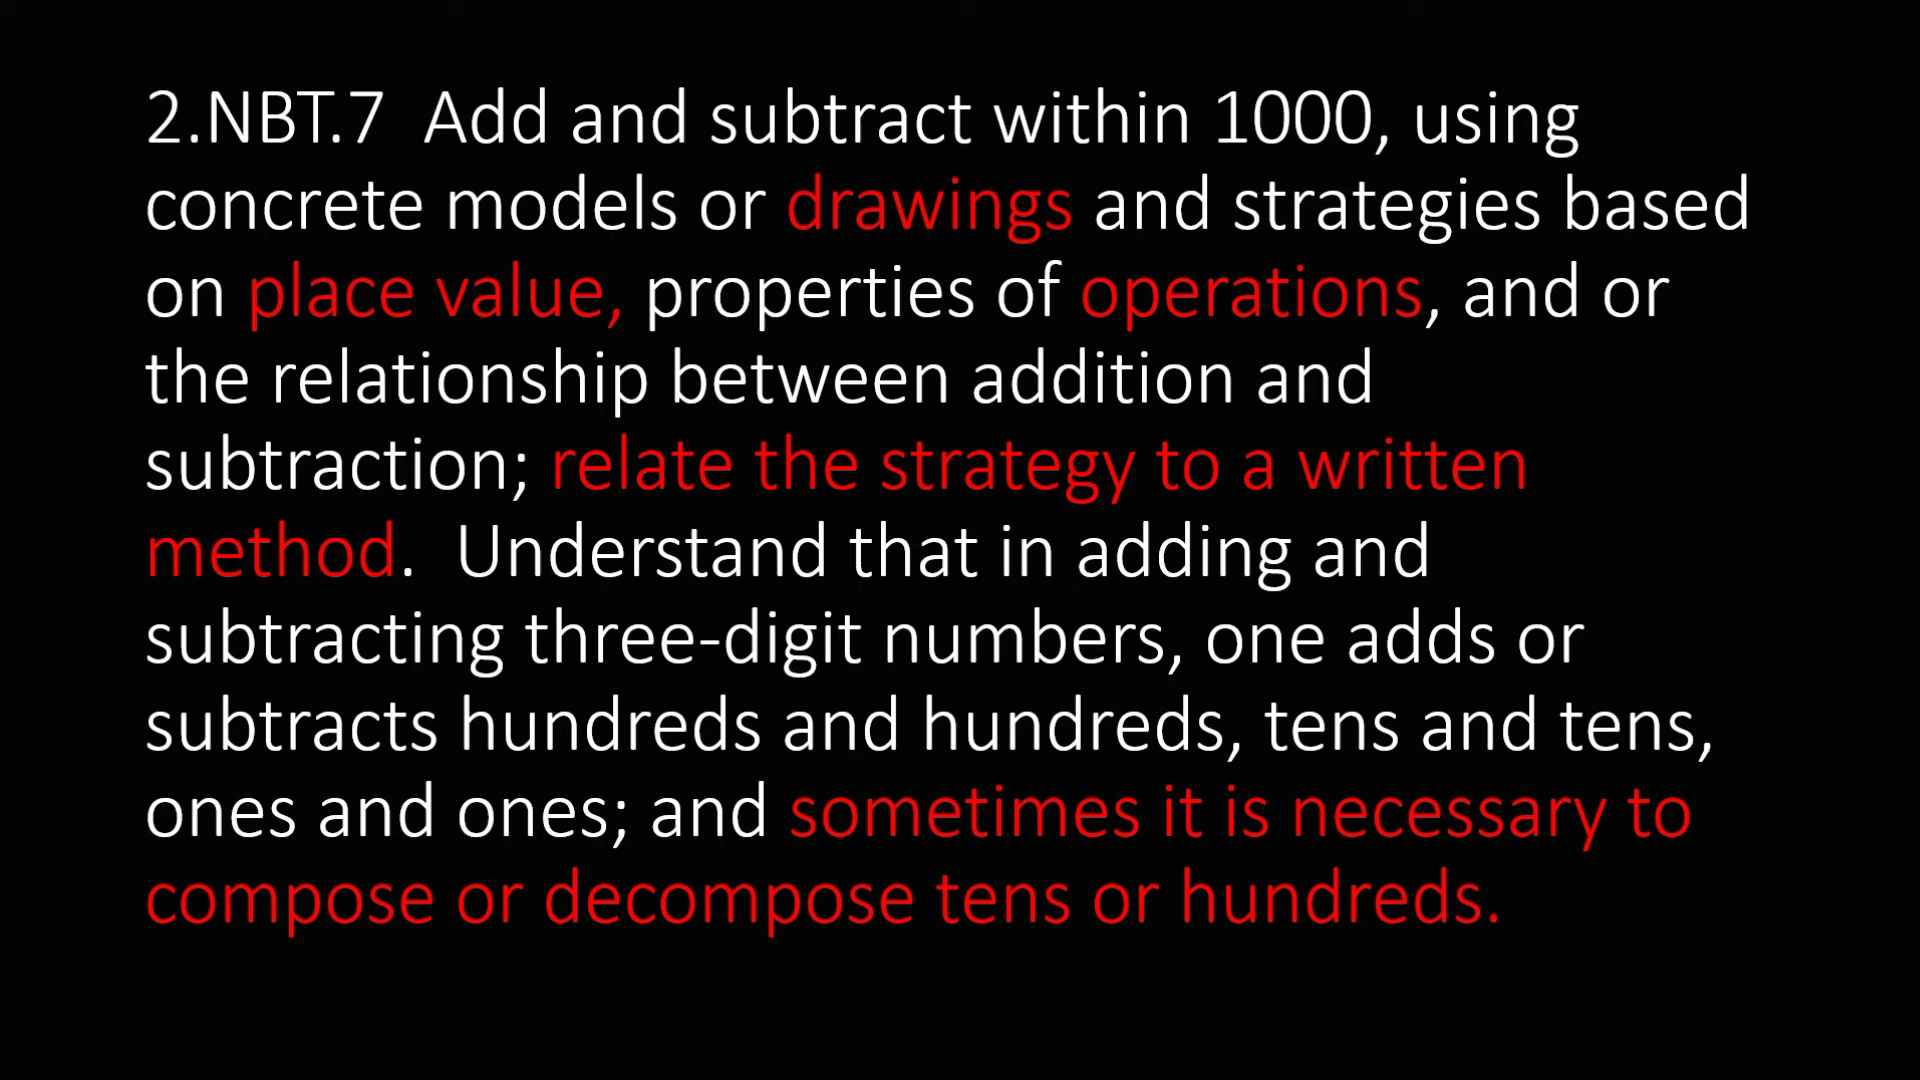 2.NBT.7  Add and subtract within 1000, using
concrete models or drawings and strategies based
on place value, properties of operations, and or
the relationship between addition and
subtraction; relate the strategy to a written
method.  Understand that in adding and
subtracting three-digit numbers, one adds or
subtracts hundreds and hundreds, tens and tens,
ones and ones; and sometimes it is necessary to
compose or decompose tens or hundreds.